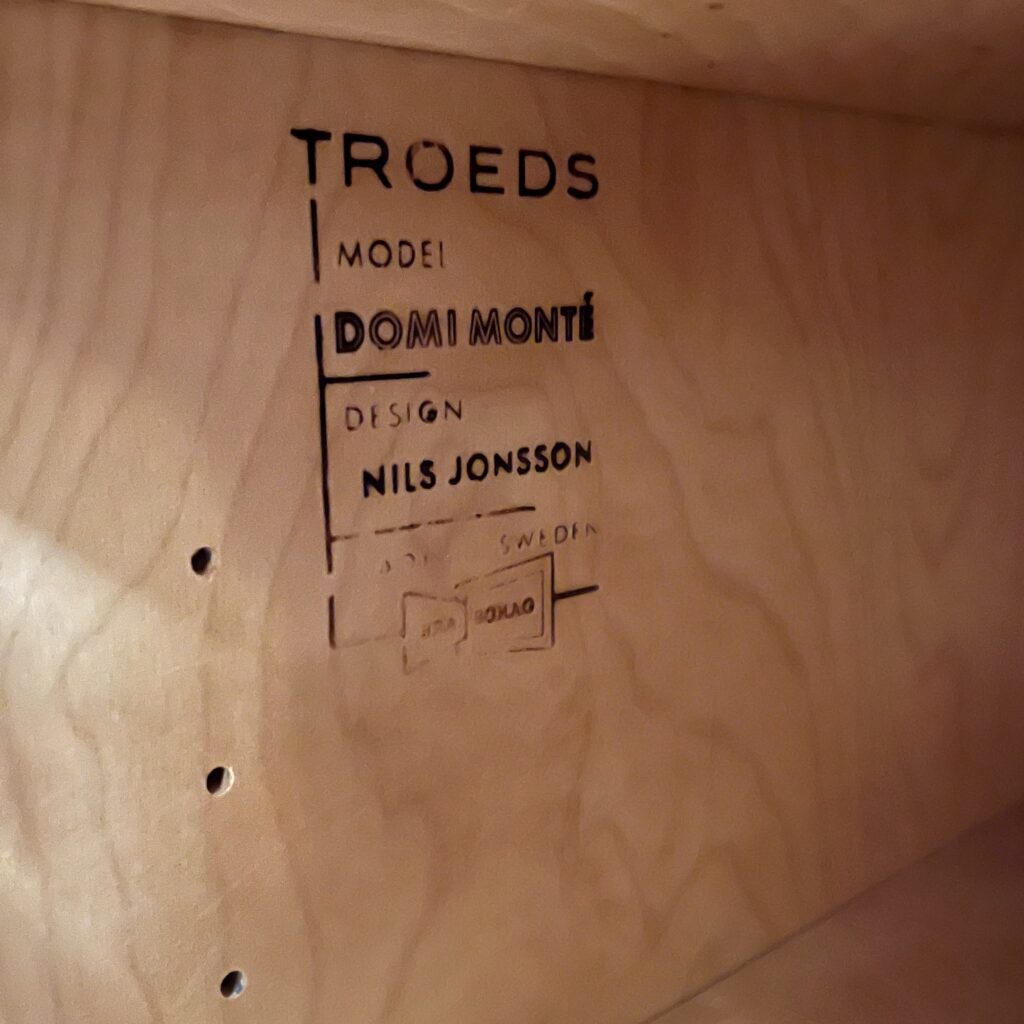 TROEDS
MODEL
DOMI MONTÉ
DESIGN
NILS JONSSON
SWEDEN